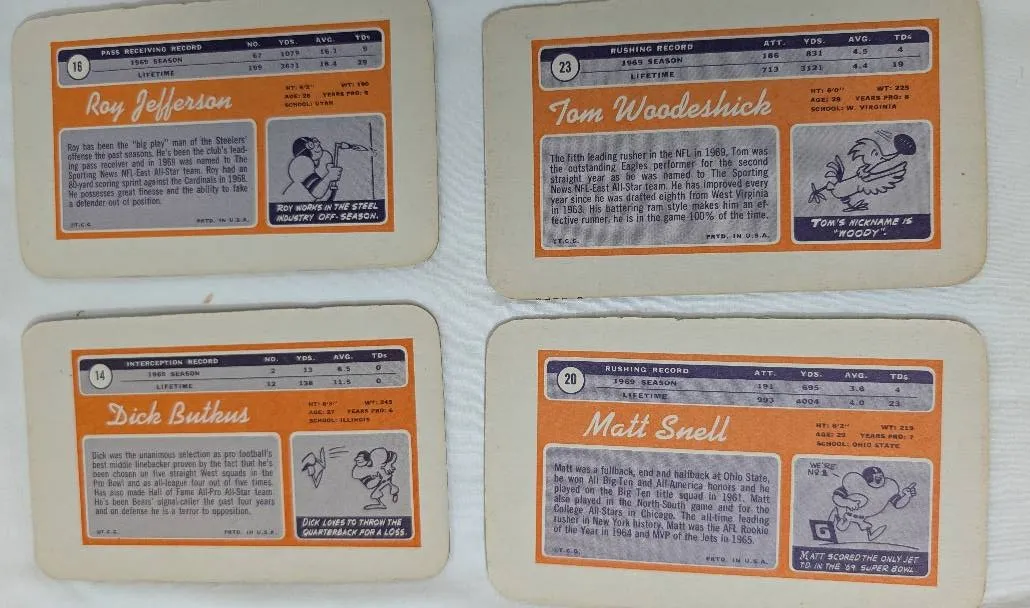 16
PASS RECEIVING RECORD NO. YDS. AVG. TDs
1969 SEASON 67 1079 16.1 9
LIFETIME 199 3671 18.4 29
Roy Jefferson
HT: 6'2" WT: 190
AGE: 26 YEARS PRO: 5
SCHOOL: UTAH
Roy has been the "big play" man of the Steelers'
offense the past seasons. He's been the club's lead-
ing pass receiver and in 1969 was named to The
Sporting News NFL-East All-Star team. Roy had an
80-yard scoring sprint against the Cardinals in 1968.
He possesses great finesse and the ability to fake
a defender out of position.
©T.C.G. PRTD. IN U.S.A.
ROY WORKS IN THE STEEL
INDUSTRY OFF-SEASON.
23
RUSHING RECORD ATT. YDS. AVG. TDs
1969 SEASON 186 831 4.5 4
LIFETIME 713 3121 4.4 19
Tom Woodeshick
HT: 6'0" WT: 225
AGE: 28 YEARS PRO: 8
SCHOOL: W. VIRGINIA
The fifth leading rusher in the NFL in 1969, Tom was
the outstanding Eagles performer for the second
straight year as he was named to The Sporting
News NFL-East All-Star team. He has improved every
year since he was drafted eighth from West Virginia
in 1963. His battering ram style makes him an ef-
fective runner, he is in the game 100% of the time.
©T.C.G. PRTD. IN U.S.A.
TOM'S NICKNAME IS
"WOODY".
14
INTERCEPTION RECORD NO. YDS. AVG. TDs
1969 SEASON 2 13 6.5 0
LIFETIME 12 138 11.5 0
Dick Butkus
HT: 6'3" WT: 245
AGE: 27 YEARS PRO: 6
SCHOOL: ILLINOIS
Dick was the unanimous selection as pro football's
best middle linebacker proven by the fact that he's
been chosen on five straight West squads in the
Pro Bowl and as all-league four out of five times.
Has also made Hall of Fame All-Pro All-Star team.
He's been Bears' signal-caller the past four years
and on defense he is a terror to opposition.
©T.C.G. PRTD. IN U.S.A.
DICK LOVES TO THROW THE
QUARTERBACK FOR A LOSS.
20
RUSHING RECORD ATT. YDS. AVG. TDs
1969 SEASON 191 695 3.6 4
LIFETIME 993 4004 4.0 23
Matt Snell
HT: 6'2" WT: 219
AGE: 29 YEARS PRO: 7
SCHOOL: OHIO STATE
Matt was a fullback, end and halfback at Ohio State,
he won All Big-Ten and All-America honors and he
played on the Big Ten title squad in 1961. Matt
also played in the North-South game and for the
College All-Stars in Chicago. The all-time leading
rusher in New York history, Matt was the AFL Rookie
of the Year in 1964 and MVP of the Jets in 1965.
©T.C.G. PRTD. IN U.S.A.
WE'RE
NO. 1
MATT SCORED THE ONLY JET
TD IN THE '69 SUPER BOWL.